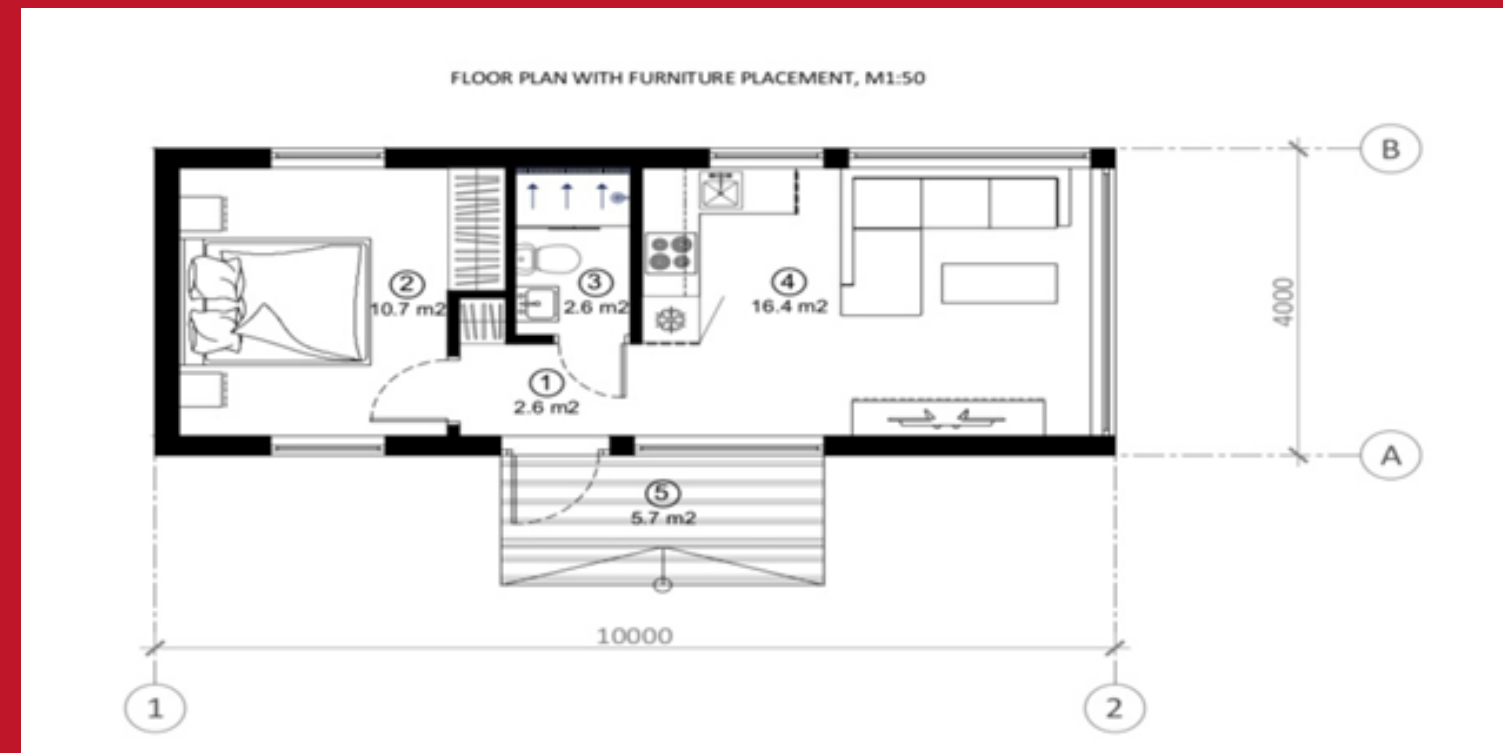 FLOOR PLAN WITH FURNITURE PLACEMENT, M1:50
B
2
10.7 m2
3
2.6 m2
4
16.4 m2
4000
1
2.6 m2
A
5
5.7 m2
10000
1
2